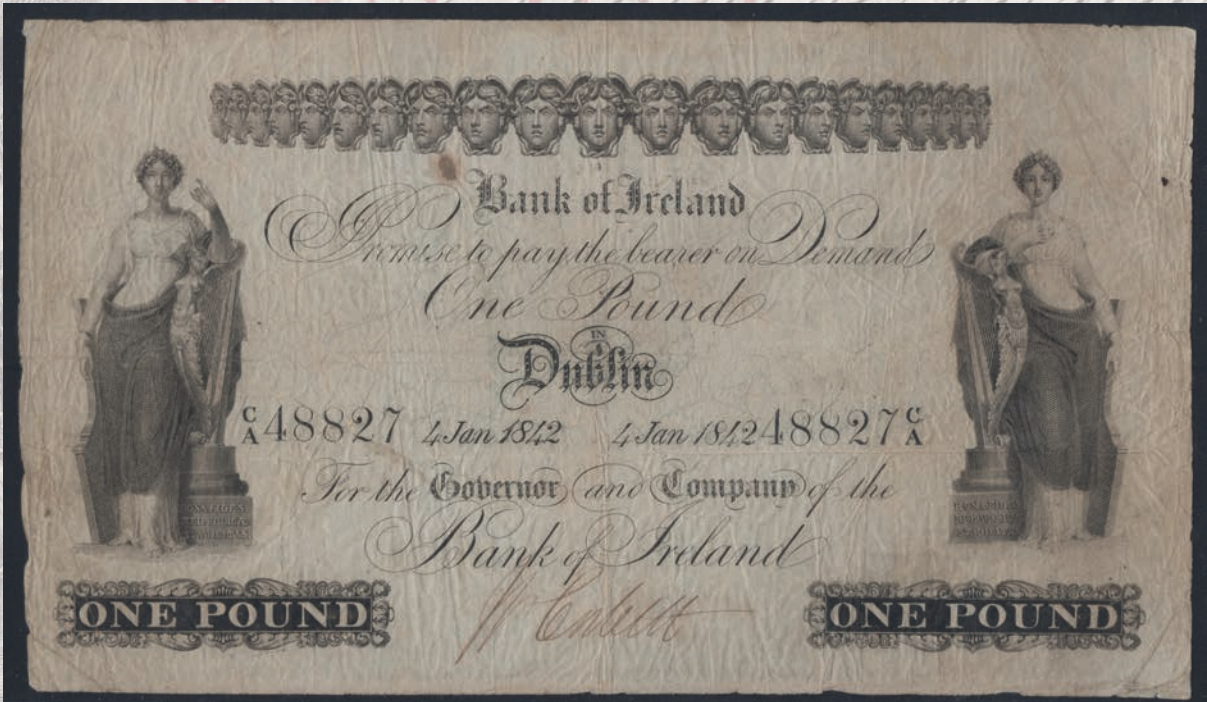 Bank of Ireland
Promise to pay the bearer on Demand
One Pound
IN
Dublin
C/A 48827 4 Jan 1842 4 Jan 1842 48827 C/A
For the Governor and Company of the
Bank of Ireland
ONE POUND ONE POUND